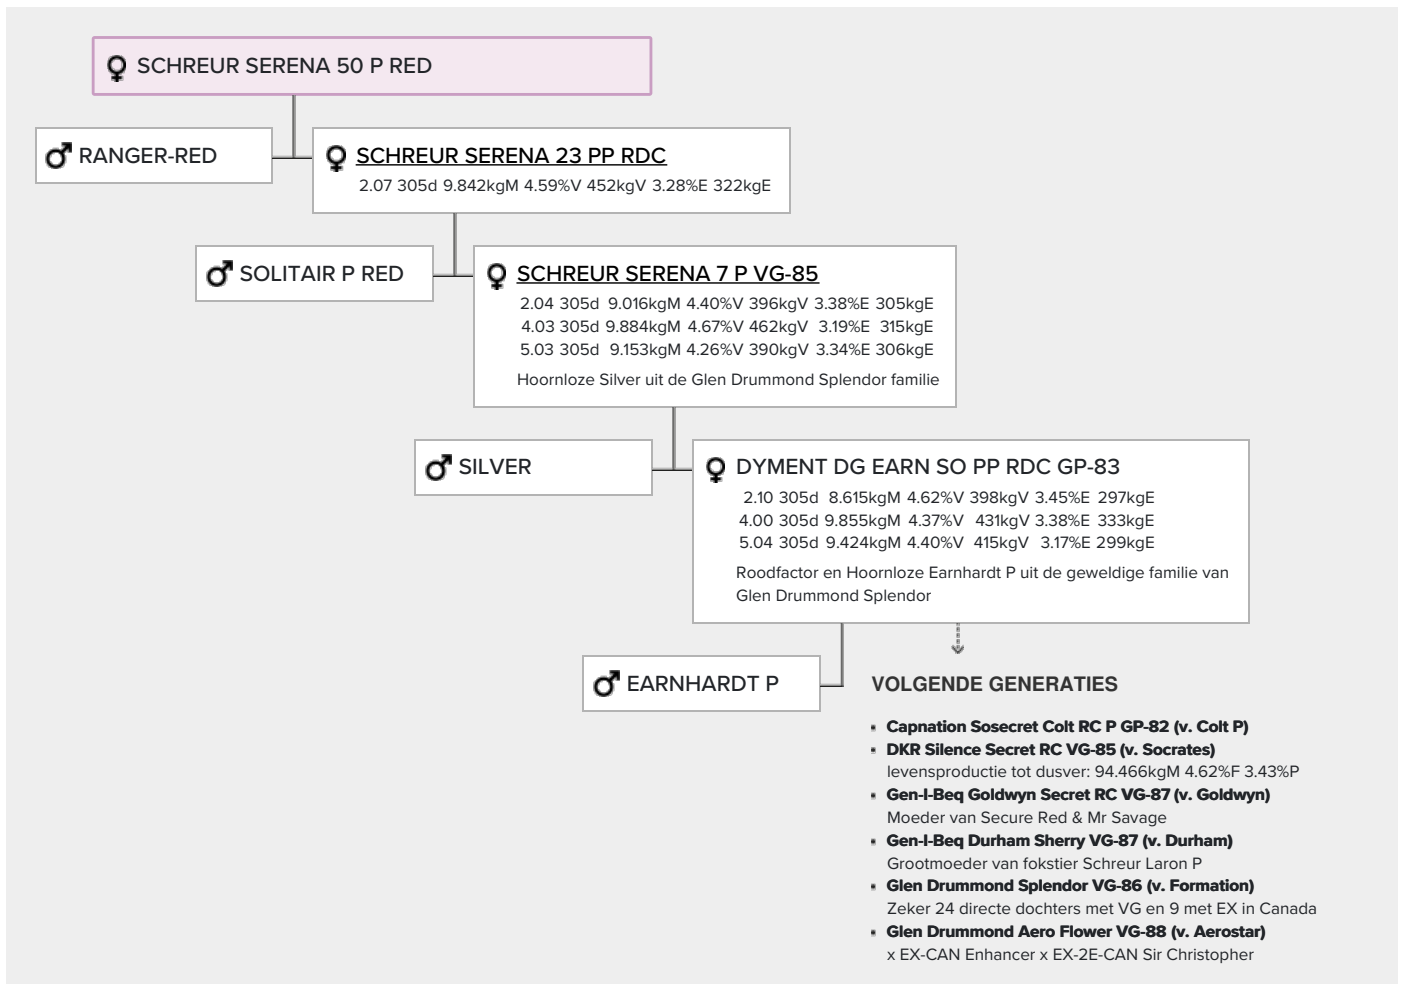 SCHREUR SERENA 50 P RED
RANGER-RED
SCHREUR SERENA 23 PP RDC
2.07 305d 9.842kgM 4.59%V 452kgV 3.28%E 322kgE
SOLITAIR P RED
SCHREUR SERENA 7 P VG-85
2.04 305d 9.016kgM 4.40%V 396kgV 3.38%E 305kgE
4.03 305d 9.884kgM 4.67%V 462kgV 3.19%E 315kgE
5.03 305d 9.153kgM 4.26%V 390kgV 3.34%E 306kgE
Hoornloze Silver uit de Glen Drummond Splendor familie
SILVER
DYMENT DG EARN SO PP RDC GP-83
2.10 305d 8.615kgM 4.62%V 398kgV 3.45%E 297kgE
4.00 305d 9.855kgM 4.37%V 431kgV 3.38%E 333kgE
5.04 305d 9.424kgM 4.40%V 415kgV 3.17%E 299kgE
Roodfactor en Hoornloze Earnhardt P uit de geweldige familie van
Glen Drummond Splendor
EARNHARDT P
VOLGENDE GENERATIES
Capnation Sosecret Colt RC P GP-82 (v. Colt P)
DKR Silence Secret RC VG-85 (v. Socrates)
levensproductie tot dusver: 94.466kgM 4.62%F 3.43%P
Gen-I-Beq Goldwyn Secret RC VG-87 (v. Goldwyn)
Moeder van Secure Red & Mr Savage
Gen-I-Beq Durham Sherry VG-87 (v. Durham)
Grootmoeder van fokstier Schreur Laron P
Glen Drummond Splendor VG-86 (v. Formation)
Zeker 24 directe dochters met VG en 9 met EX in Canada
Glen Drummond Aero Flower VG-88 (v. Aerostar)
x EX-CAN Enhancer x EX-2E-CAN Sir Christopher